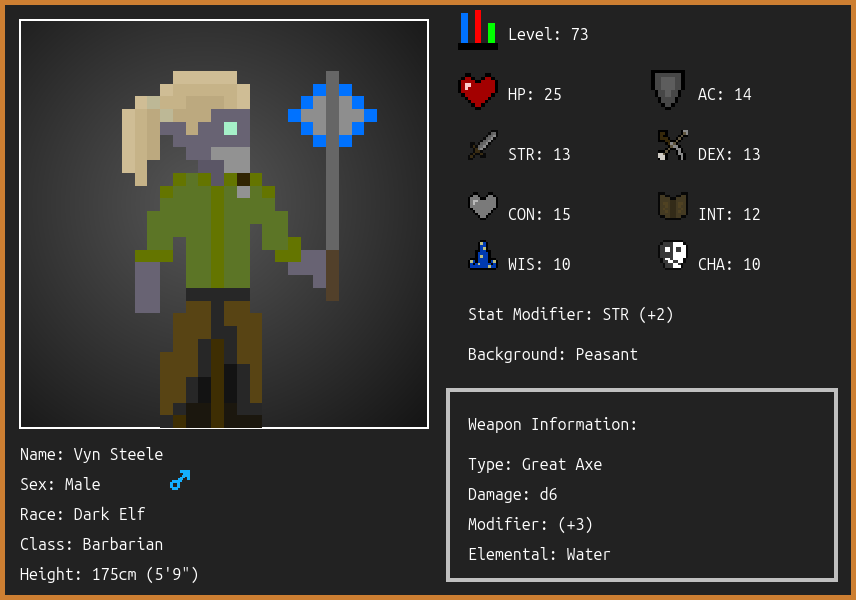 Level: 73
HP: 25
AC: 14
STR: 13
DEX: 13
CON: 15
INT: 12
WIS: 10
CHA: 10
Stat Modifier: STR (+2)
Background: Peasant
Weapon Information:
Type: Great Axe
Damage: d6
Modifier: (+3)
Elemental: Water
Name: Vyn Steele
Sex: Male
Race: Dark Elf
Class: Barbarian
Height: 175cm (5'9")